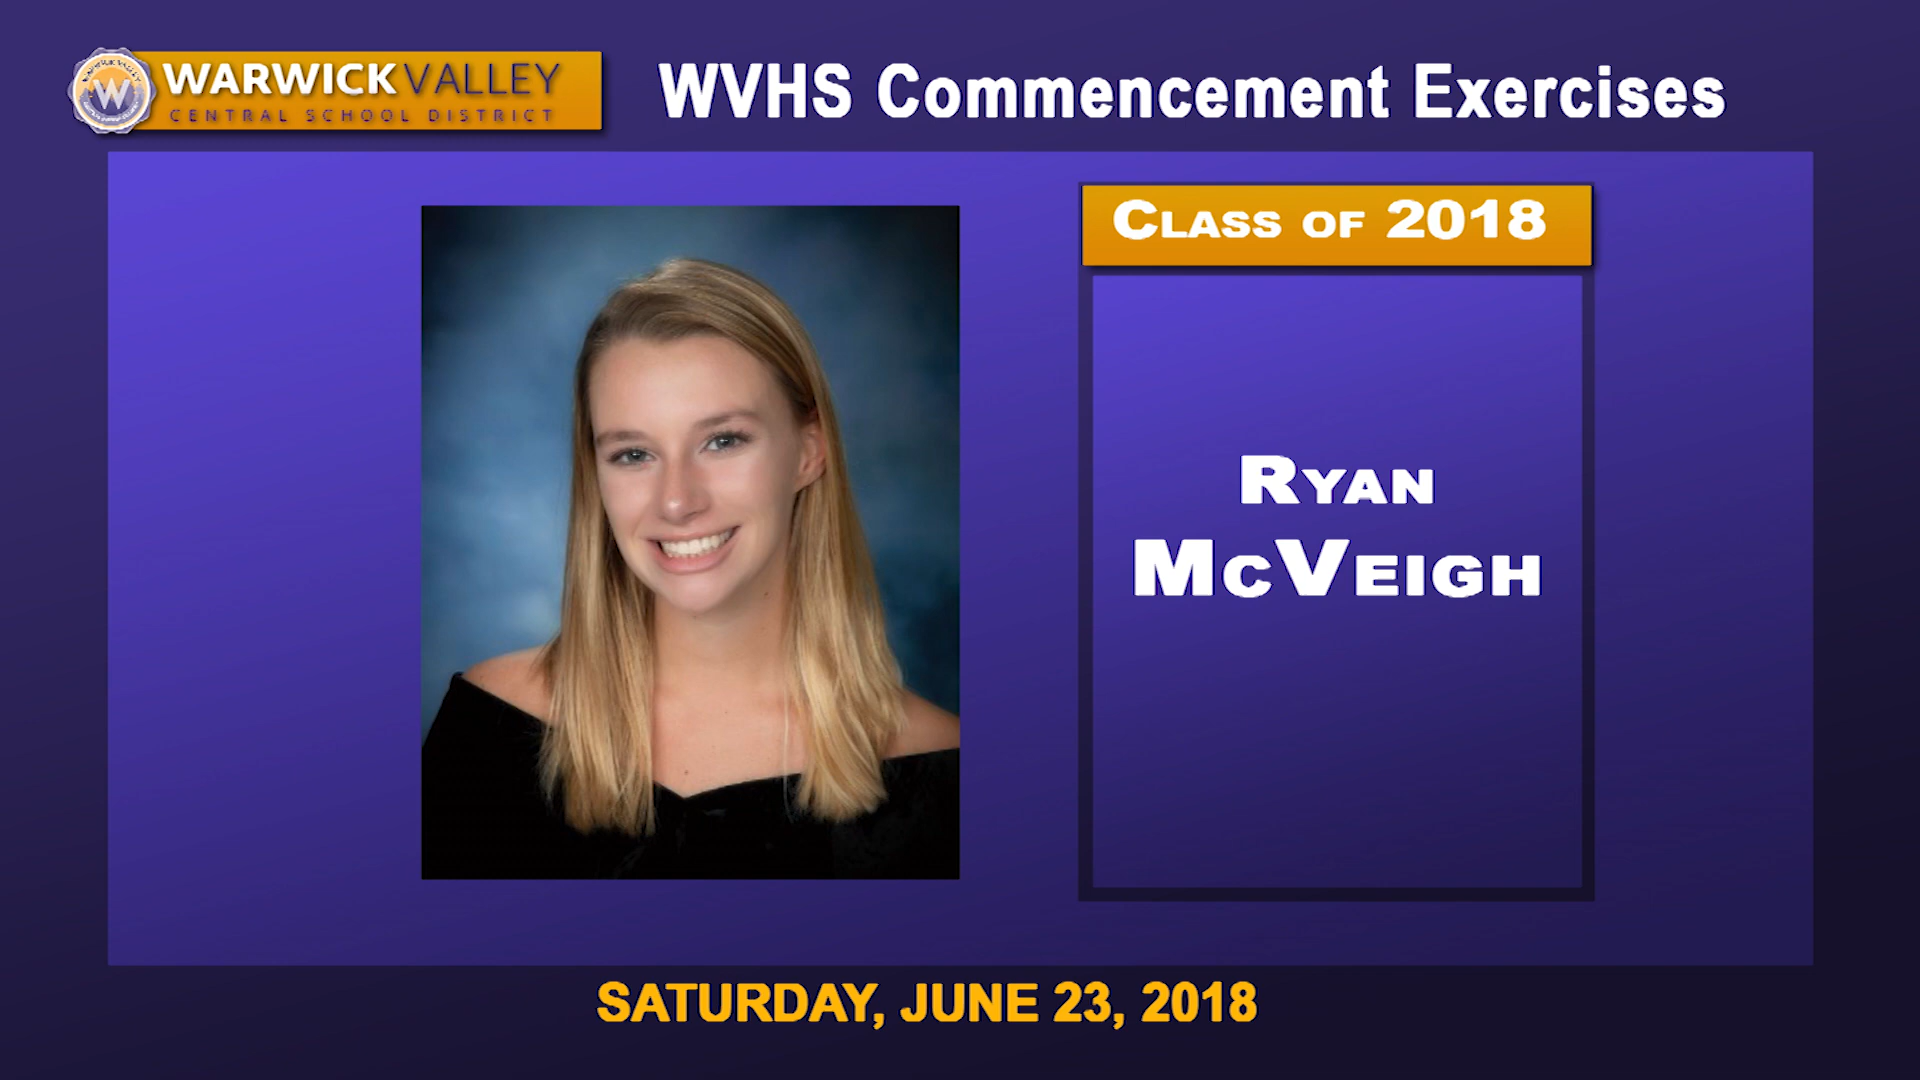 WARWICK VALLEY
CENTRAL SCHOOL DISTRICT
W
WVHS Commencement Exercises
CLASS OF 2018
RYAN
MCVEIGH
SATURDAY, JUNE 23, 2018